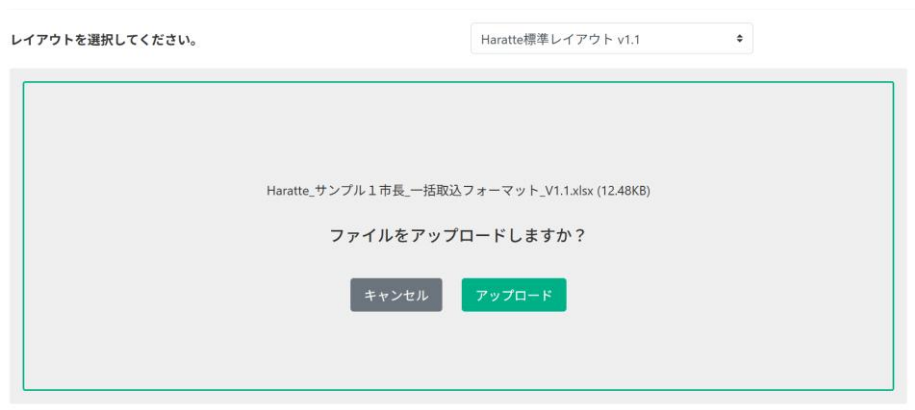 レイアウトを選択してください。 Haratte標準レイアウト v1.1
Haratte_サンプル１市長_一括取込フォーマット_V1.1.xlsx (12.48KB)
ファイルをアップロードしますか？
キャンセル アップロード